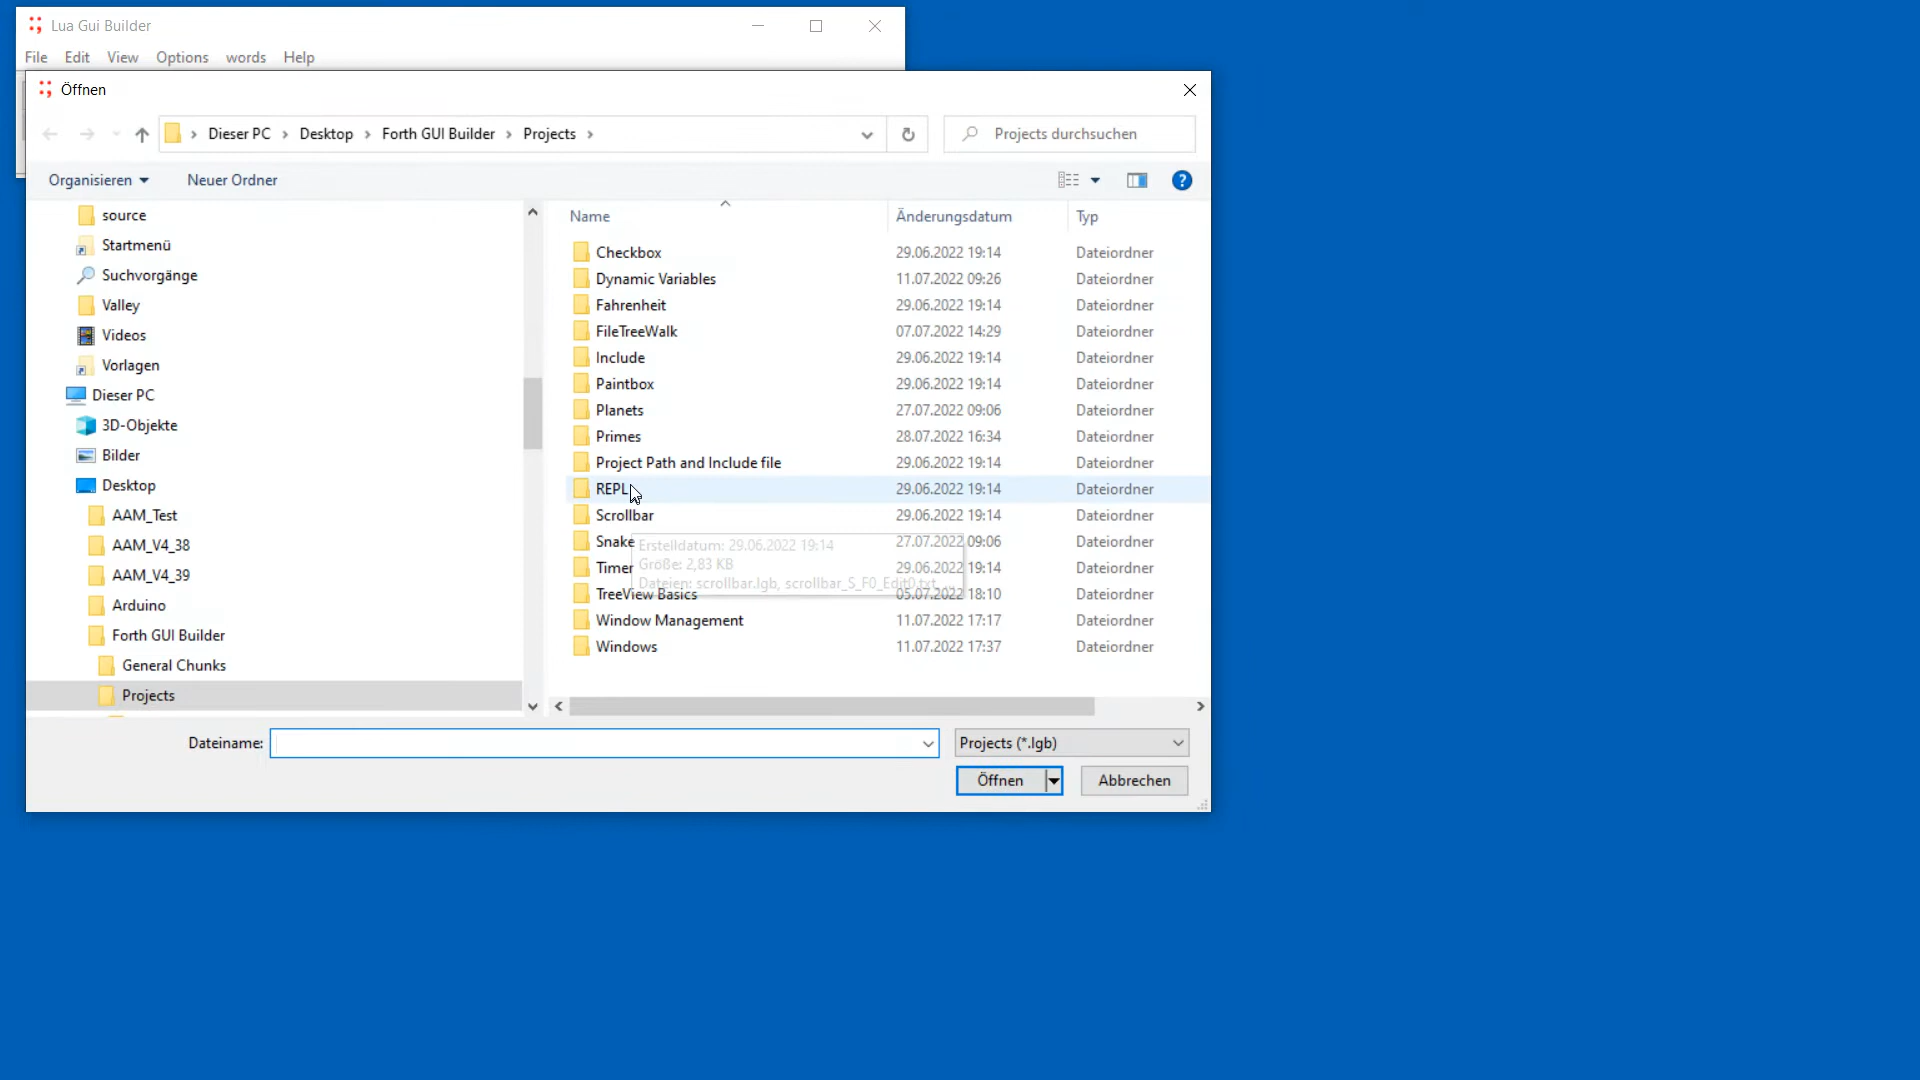 Lua Gui Builder
File Edit View Options words Help
Öffnen
Dieser PC Desktop Forth GUI Builder Projects
Projects durchsuchen
Organisieren Neuer Ordner
source
Startmenü
Suchvorgänge
Valley
Videos
Vorlagen
Dieser PC
3D-Objekte
Bilder
Desktop
AAM_Test
AAM_V4_38
AAM_V4_39
Arduino
Forth GUI Builder
General Chunks
Projects
Name Änderungsdatum Typ
Checkbox 29.06.2022 19:14 Dateiordner
Dynamic Variables 11.07.2022 09:26 Dateiordner
Fahrenheit 29.06.2022 19:14 Dateiordner
FileTreeWalk 07.07.2022 14:29 Dateiordner
Include 29.06.2022 19:14 Dateiordner
Paintbox 29.06.2022 19:14 Dateiordner
Planets 27.07.2022 09:06 Dateiordner
Primes 28.07.2022 16:34 Dateiordner
Project Path and Include file 29.06.2022 19:14 Dateiordner
REPL 29.06.2022 19:14 Dateiordner
Scrollbar 29.06.2022 19:14 Dateiordner
Snake 27.07.2022 09:06 Dateiordner
Timer 29.06.2022 19:14 Dateiordner
TreeView Basics 05.07.2022 18:10 Dateiordner
Window Management 11.07.2022 17:17 Dateiordner
Windows 11.07.2022 17:37 Dateiordner
Erstelldatum: 29.06.2022 19:14
Größe: 2,83 KB
Dateien: scrollbar.lgb, scrollbar_S_F0_Edit0.txt, ...
Dateiname: Projects (*.lgb)
Öffnen Abbrechen